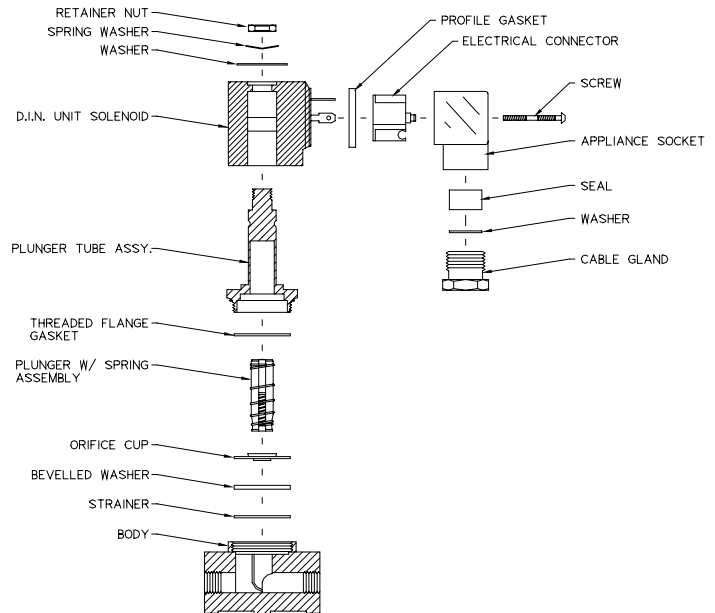 RETAINER NUT
SPRING WASHER
WASHER
D.I.N. UNIT SOLENOID
PLUNGER TUBE ASSY.
THREADED FLANGE
GASKET
PLUNGER W/ SPRING
ASSEMBLY
ORIFICE CUP
BEVELLED WASHER
STRAINER
BODY
PROFILE GASKET
ELECTRICAL CONNECTOR
SCREW
APPLIANCE SOCKET
SEAL
WASHER
CABLE GLAND